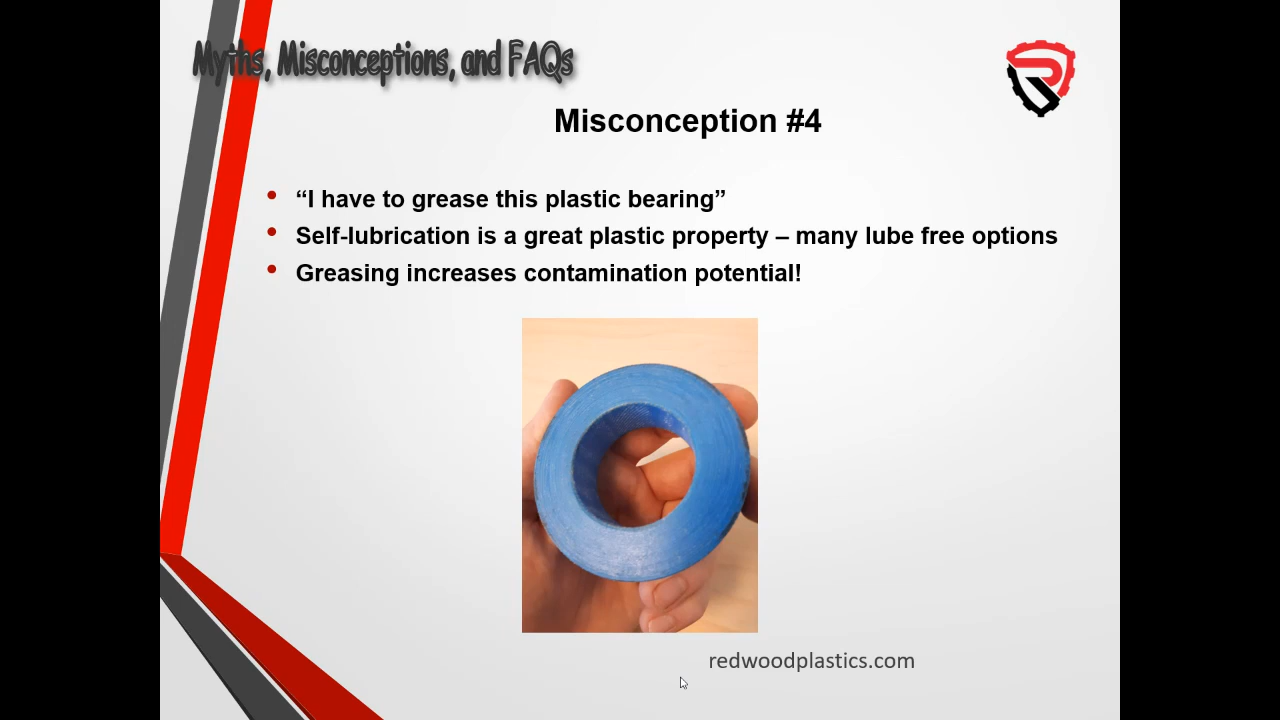 Myths, Misconceptions, and FAQs
Misconception #4
“I have to grease this plastic bearing”
Self-lubrication is a great plastic property – many lube free options
Greasing increases contamination potential!
redwoodplastics.com